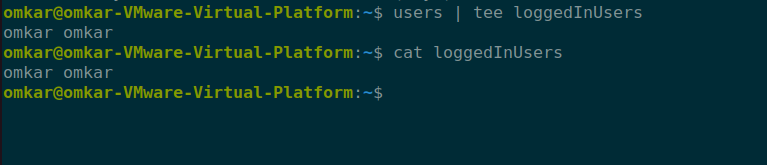 omkar@omkar-VMware-Virtual-Platform:~$ users | tee loggedInUsers
omkar omkar
omkar@omkar-VMware-Virtual-Platform:~$ cat loggedInUsers
omkar omkar
omkar@omkar-VMware-Virtual-Platform:~$